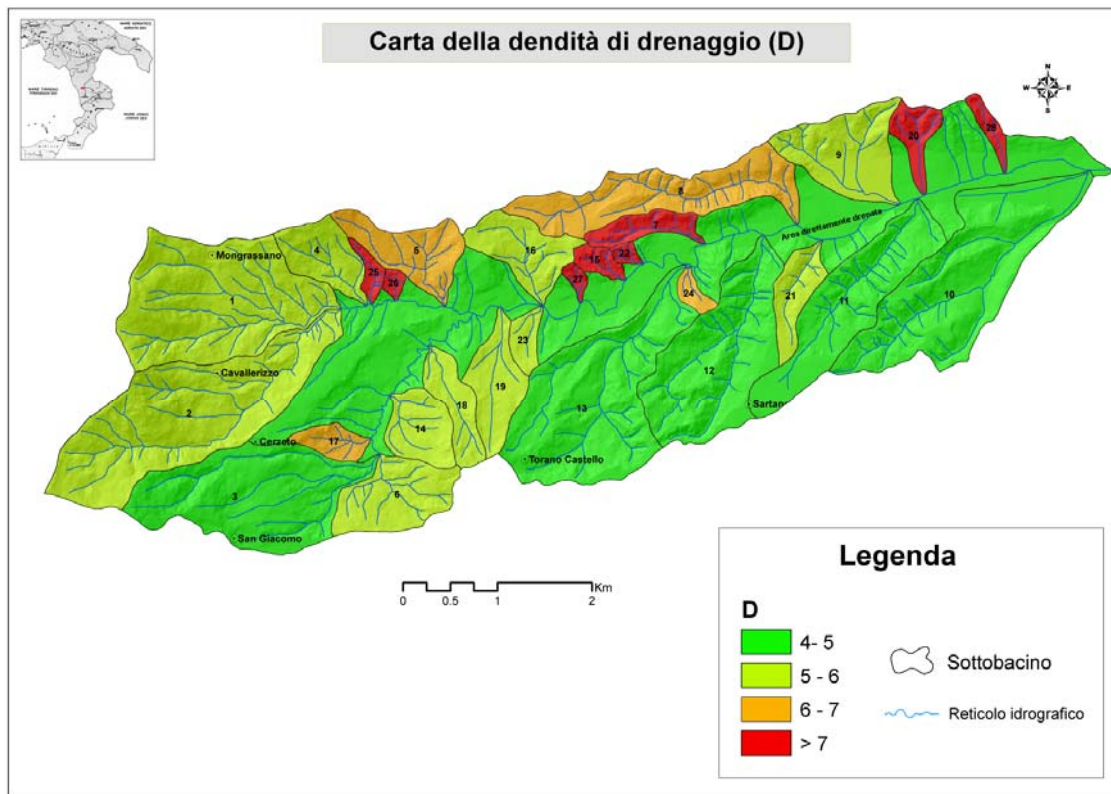 Carta della dendità di drenaggio (D)
MARE TIRRENO
N
W E
S
20
28
9
8
7
4
5
16
Mongrassano
Area direttamente drenata
15
22
25
26
27
24
21
11
10
1
23
Cavallerizzo
12
19
18
13
2
14
Sartano
Cerzeto
17
Torano Castello
6
3
San Giacomo
Km
0 0.5 1 2
Legenda
D
4- 5
5 - 6
6 - 7
> 7
Sottobacino
Reticolo idrografico